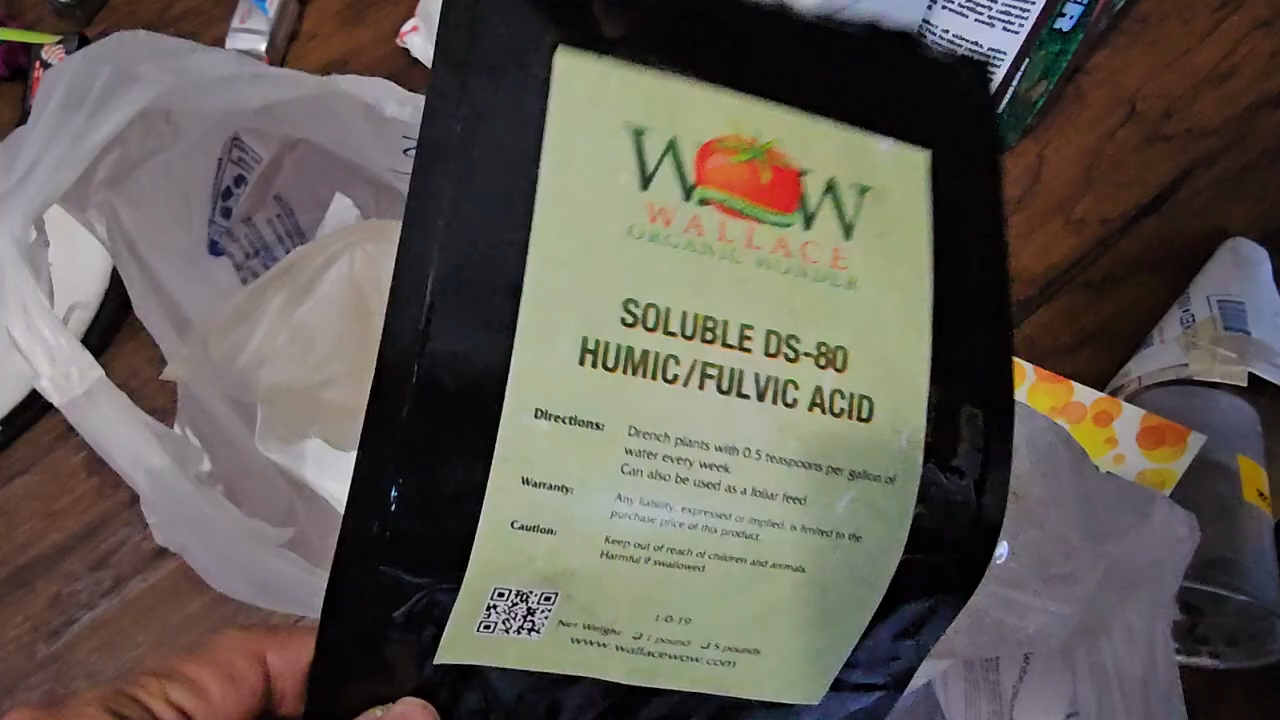 WOW
WALLACE
ORGANIC WONDER
SOLUBLE DS-80
HUMIC/FULVIC ACID
Directions: Drench plants with 0.5 teaspoons per gallon of
water every week.
Can also be used as a foliar feed
Warranty: Any liability, expressed or implied, is limited to the
purchase price of this product.
Caution: Keep out of reach of children and animals.
Harmful if swallowed
1-0-19
Net Weight ❏ 1 pound ❏ 5 pounds
www.wallacewow.com